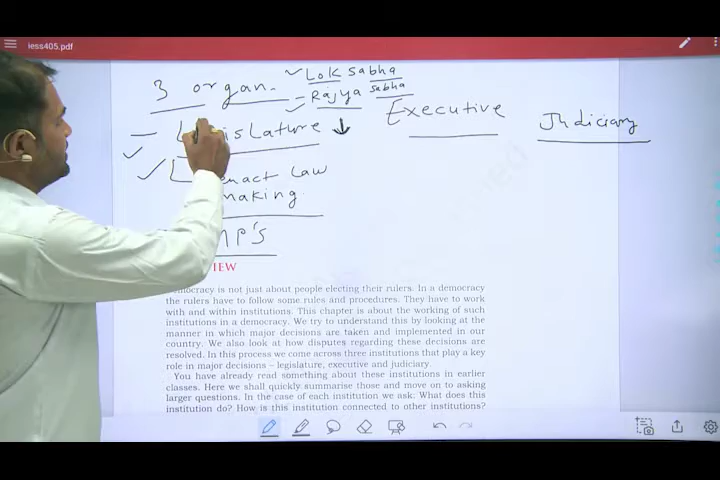 iess405.pdf
3 organ.
Lok Sabha
Rajya sabha
Executive
Judiciary
enact Law
making
MP'S
democracy is not just about people electing their rulers. In a democracy
the rulers have to follow some rules and procedures. They have to work
with and within institutions. This chapter is about the working of such
institutions in a democracy. We try to understand this by looking at the
manner in which major decisions are taken and implemented in our
country. We also look at how disputes regarding these decisions are
resolved. In this process we come across three institutions that play a key
role in major decisions – legislature, executive and judiciary.
You have already read something about these institutions in earlier
classes. Here we shall quickly summarise those and move on to asking
larger questions. In the case of each institution we ask: What does this
institution do? How is this institution connected to other institutions?